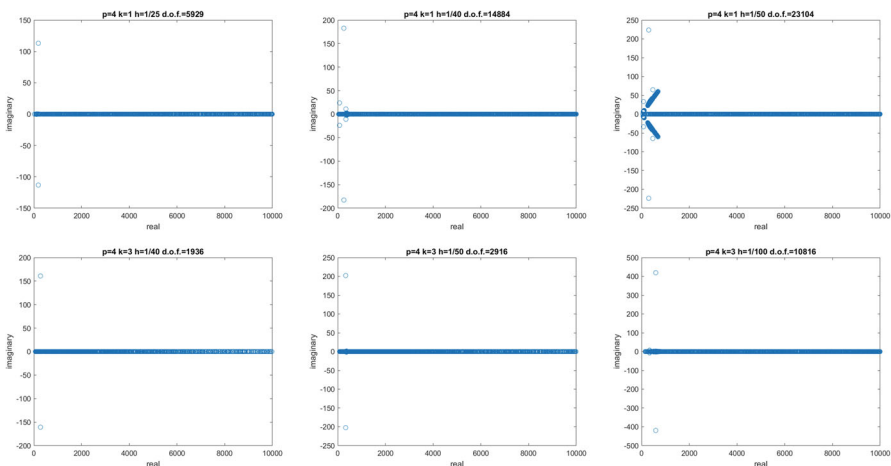 p=4 k=1 h=1/25 d.o.f.=5929
150
100
50
0
-50
-100
-150
imaginary
0 2000 4000 6000 8000 10000
real
p=4 k=1 h=1/40 d.o.f.=14884
200
150
100
50
0
-50
-100
-150
-200
imaginary
0 2000 4000 6000 8000 10000
real
p=4 k=1 h=1/50 d.o.f.=23104
250
200
150
100
50
0
-50
-100
-150
-200
-250
imaginary
0 2000 4000 6000 8000 10000
real
p=4 k=3 h=1/40 d.o.f.=1936
200
150
100
50
0
-50
-100
-150
-200
imaginary
0 2000 4000 6000 8000 10000
real
p=4 k=3 h=1/50 d.o.f.=2916
250
200
150
100
50
0
-50
-100
-150
-200
-250
imaginary
0 2000 4000 6000 8000 10000
real
p=4 k=3 h=1/100 d.o.f.=10816
500
400
300
200
100
0
-100
-200
-300
-400
-500
imaginary
0 2000 4000 6000 8000 10000
real